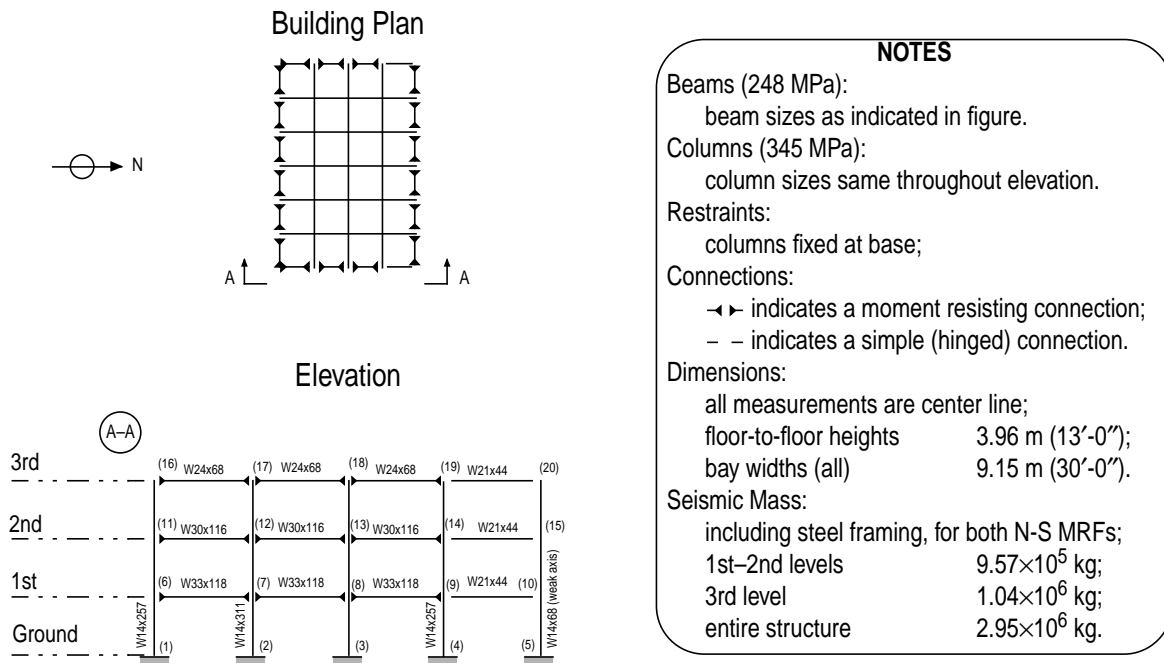 Building Plan
N
A
A
Elevation
A–A
3rd
(16) W24x68 (17) W24x68 (18) W24x68 (19) W21x44 (20)
2nd
(11) W30x116 (12) W30x116 (13) W30x116 (14) W21x44 (15)
1st
(6) W33x118 (7) W33x118 (8) W33x118 (9) W21x44 (10)
Ground
W14x257
W14x311
W14x257
W14x68 (weak axis)
(1) (2) (3) (4) (5)
NOTES
Beams (248 MPa):
beam sizes as indicated in figure.
Columns (345 MPa):
column sizes same throughout elevation.
Restraints:
columns fixed at base;
Connections:
indicates a moment resisting connection;
– – indicates a simple (hinged) connection.
Dimensions:
all measurements are center line;
floor-to-floor heights 3.96 m (13′-0″);
bay widths (all) 9.15 m (30′-0″).
Seismic Mass:
including steel framing, for both N-S MRFs;
1st–2nd levels 9.57×10⁵ kg;
3rd level 1.04×10⁶ kg;
entire structure 2.95×10⁶ kg.